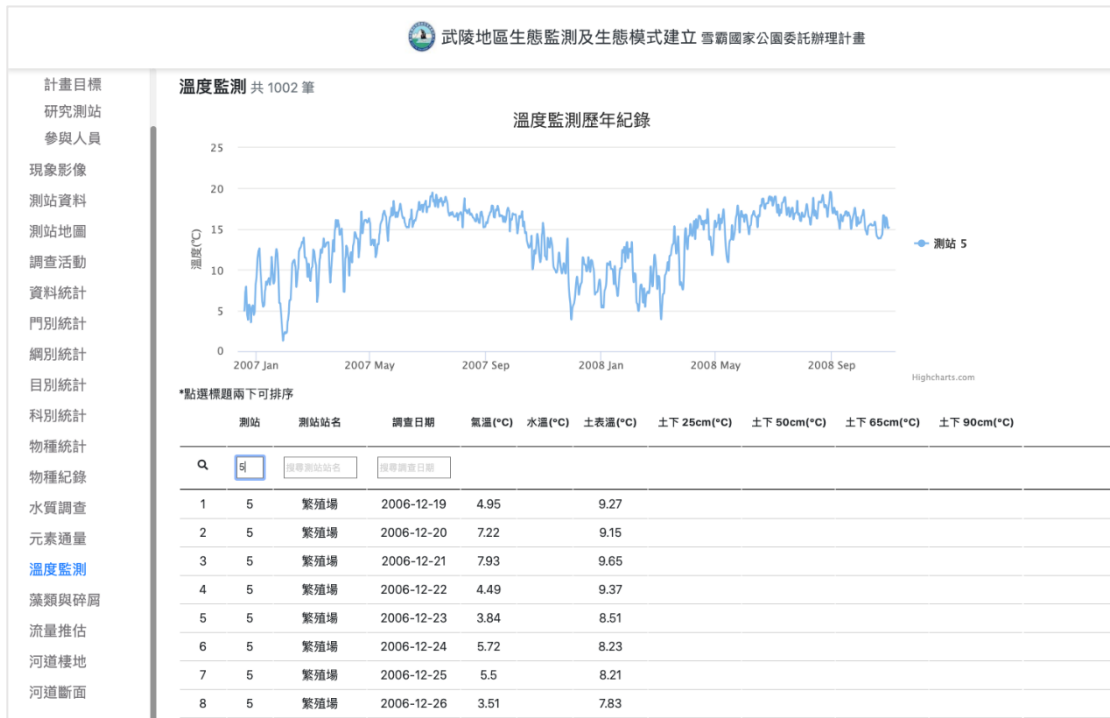 武陵地區生態監測及生態模式建立 雪霸國家公園委託辦理計畫
計畫目標
研究測站
參與人員
現象影像
測站資料
測站地圖
調查活動
資料統計
門別統計
綱別統計
目別統計
科別統計
物種統計
物種紀錄
水質調查
元素通量
溫度監測
藻類與碎屑
流量推估
河道棲地
河道斷面
溫度監測 共 1002 筆
溫度監測歷年紀錄
溫度(°C)
25
20
15
10
5
0
2007 Jan 2007 May 2007 Sep 2008 Jan 2008 May 2008 Sep
測站 5
Highcharts.com
*點選標題兩下可排序
測站 測站站名 調查日期 氣溫(°C) 水溫(°C) 土表溫(°C) 土下 25cm(°C) 土下 50cm(°C) 土下 65cm(°C) 土下 90cm(°C)
5 搜尋測站站名 搜尋調查日期
1 5 繁殖場 2006-12-19 4.95 9.27
2 5 繁殖場 2006-12-20 7.22 9.15
3 5 繁殖場 2006-12-21 7.93 9.65
4 5 繁殖場 2006-12-22 4.49 9.37
5 5 繁殖場 2006-12-23 3.84 8.51
6 5 繁殖場 2006-12-24 5.72 8.23
7 5 繁殖場 2006-12-25 5.5 8.21
8 5 繁殖場 2006-12-26 3.51 7.83